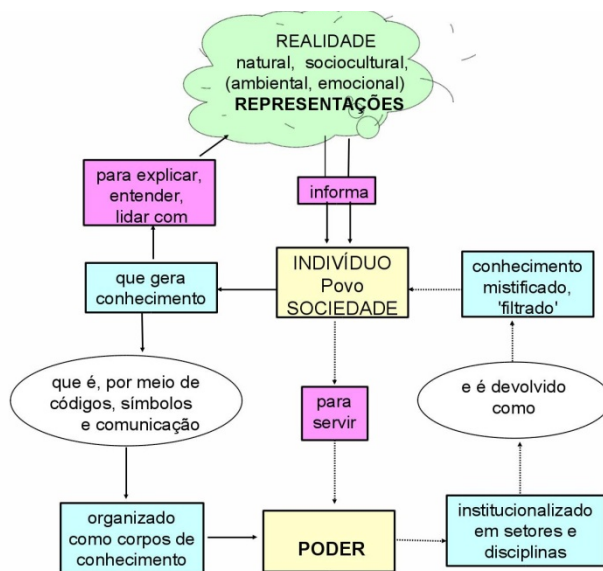 REALIDADE
natural, sociocultural,
(ambiental, emocional)
REPRESENTAÇÕES
para explicar,
entender,
lidar com
informa
que gera
conhecimento
INDIVÍDUO
Povo
SOCIEDADE
conhecimento
mistificado,
'filtrado'
que é, por meio de
códigos, símbolos
e comunicação
para
servir
e é devolvido
como
organizado
como corpos de
conhecimento
PODER
institucionalizado
em setores e
disciplinas